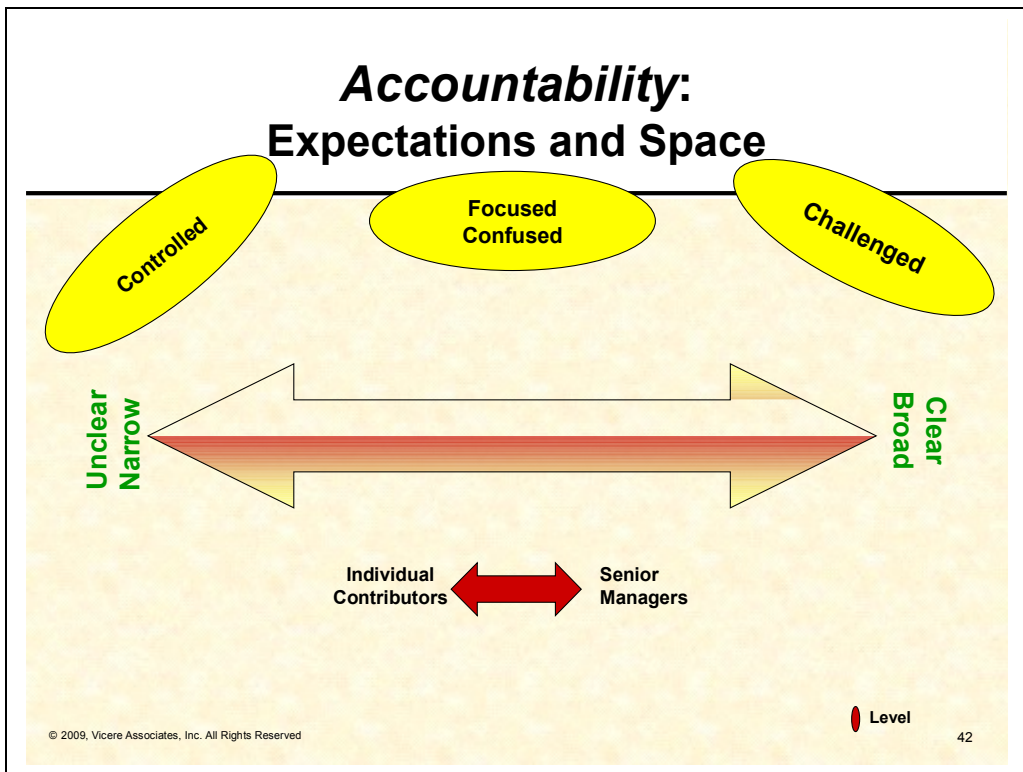 Accountability:
Expectations and Space
Controlled
Focused
Confused
Challenged
Unclear
Narrow
Clear
Broad
Individual
Contributors
Senior
Managers
Level
© 2009, Vicere Associates, Inc. All Rights Reserved
42